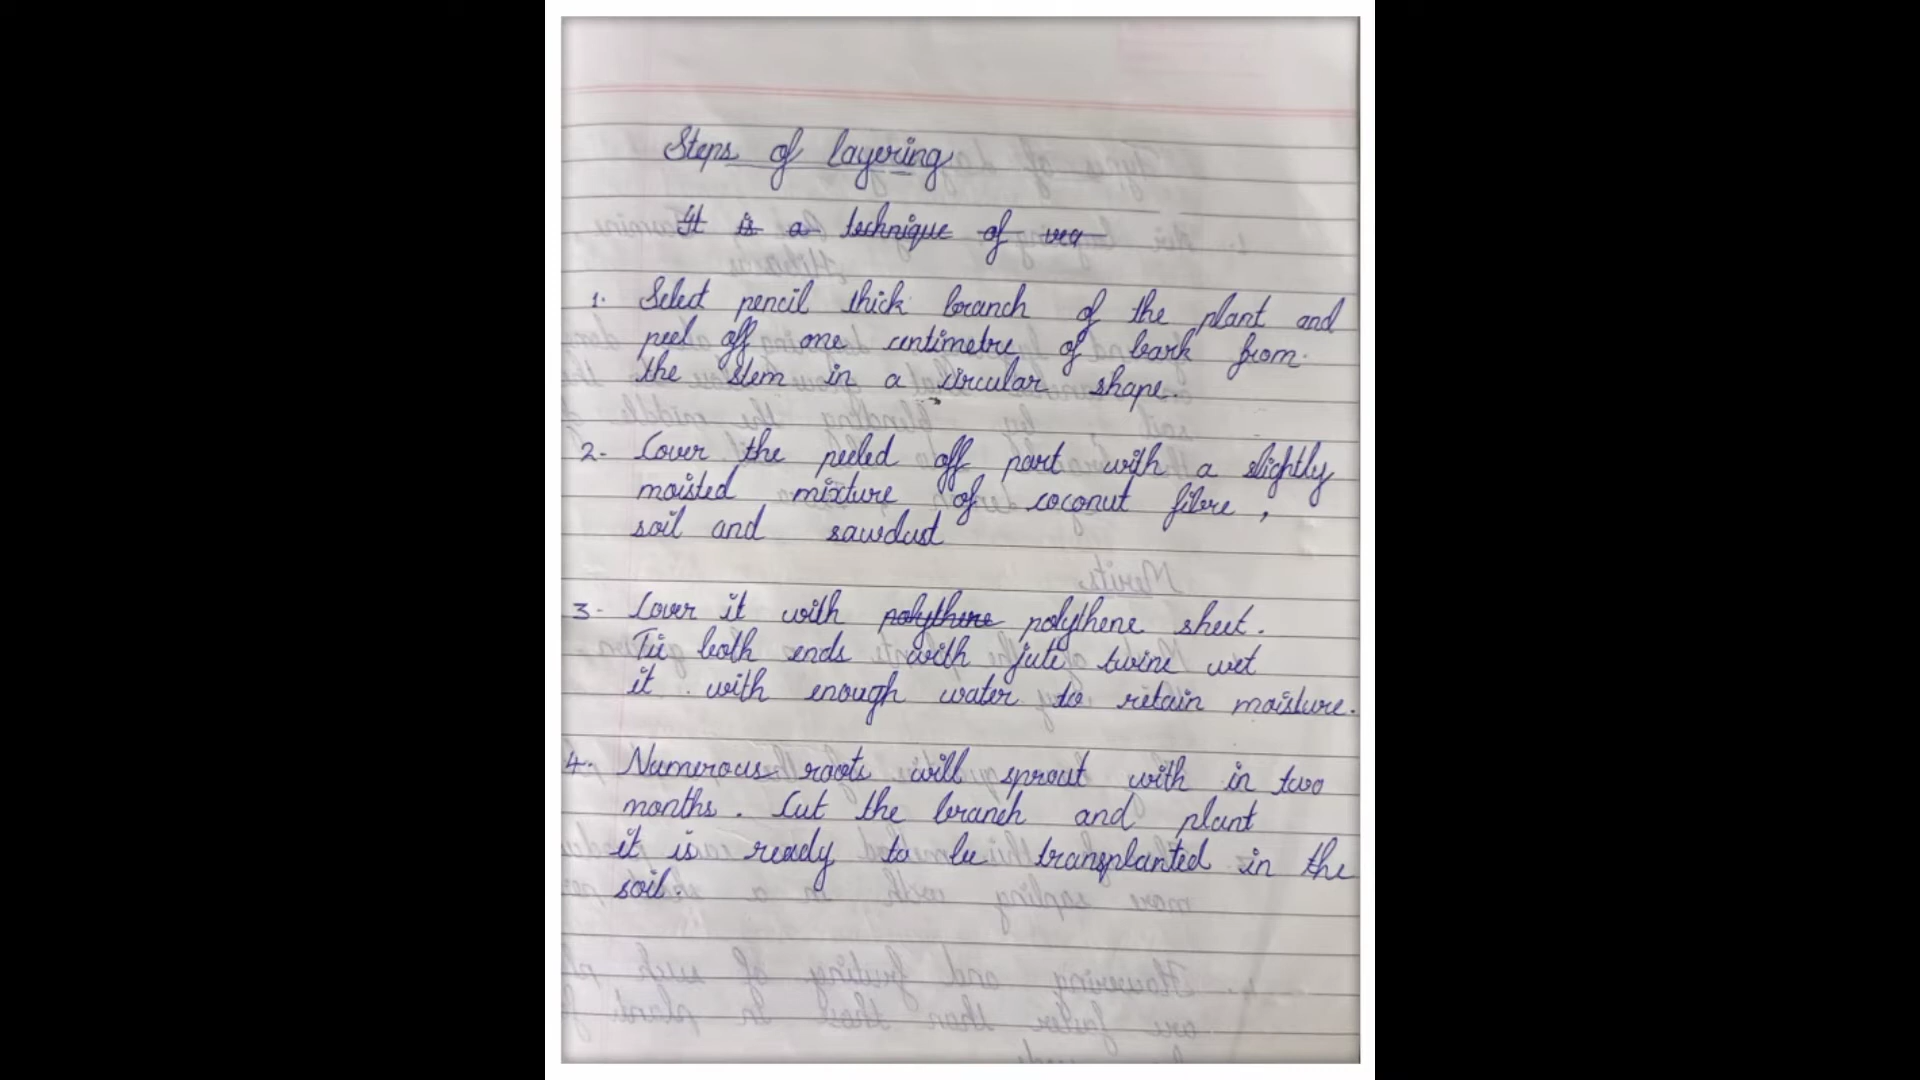 Steps of layering
It is a technique of veg
1. Select pencil thick branch of the plant and
peel off one centimetre of bark from
the stem in a circular shape.
2. Cover the peeled off part with a slightly
moisted mixture of coconut fibre,
soil and sawdust
3. Cover it with polythene polythene sheet.
Tie both ends with jute twine wet
it with enough water to retain moisture.
4. Numerous roots will sprout with in two
months. Cut the branch and plant
it is ready to be transplanted in the
soil.